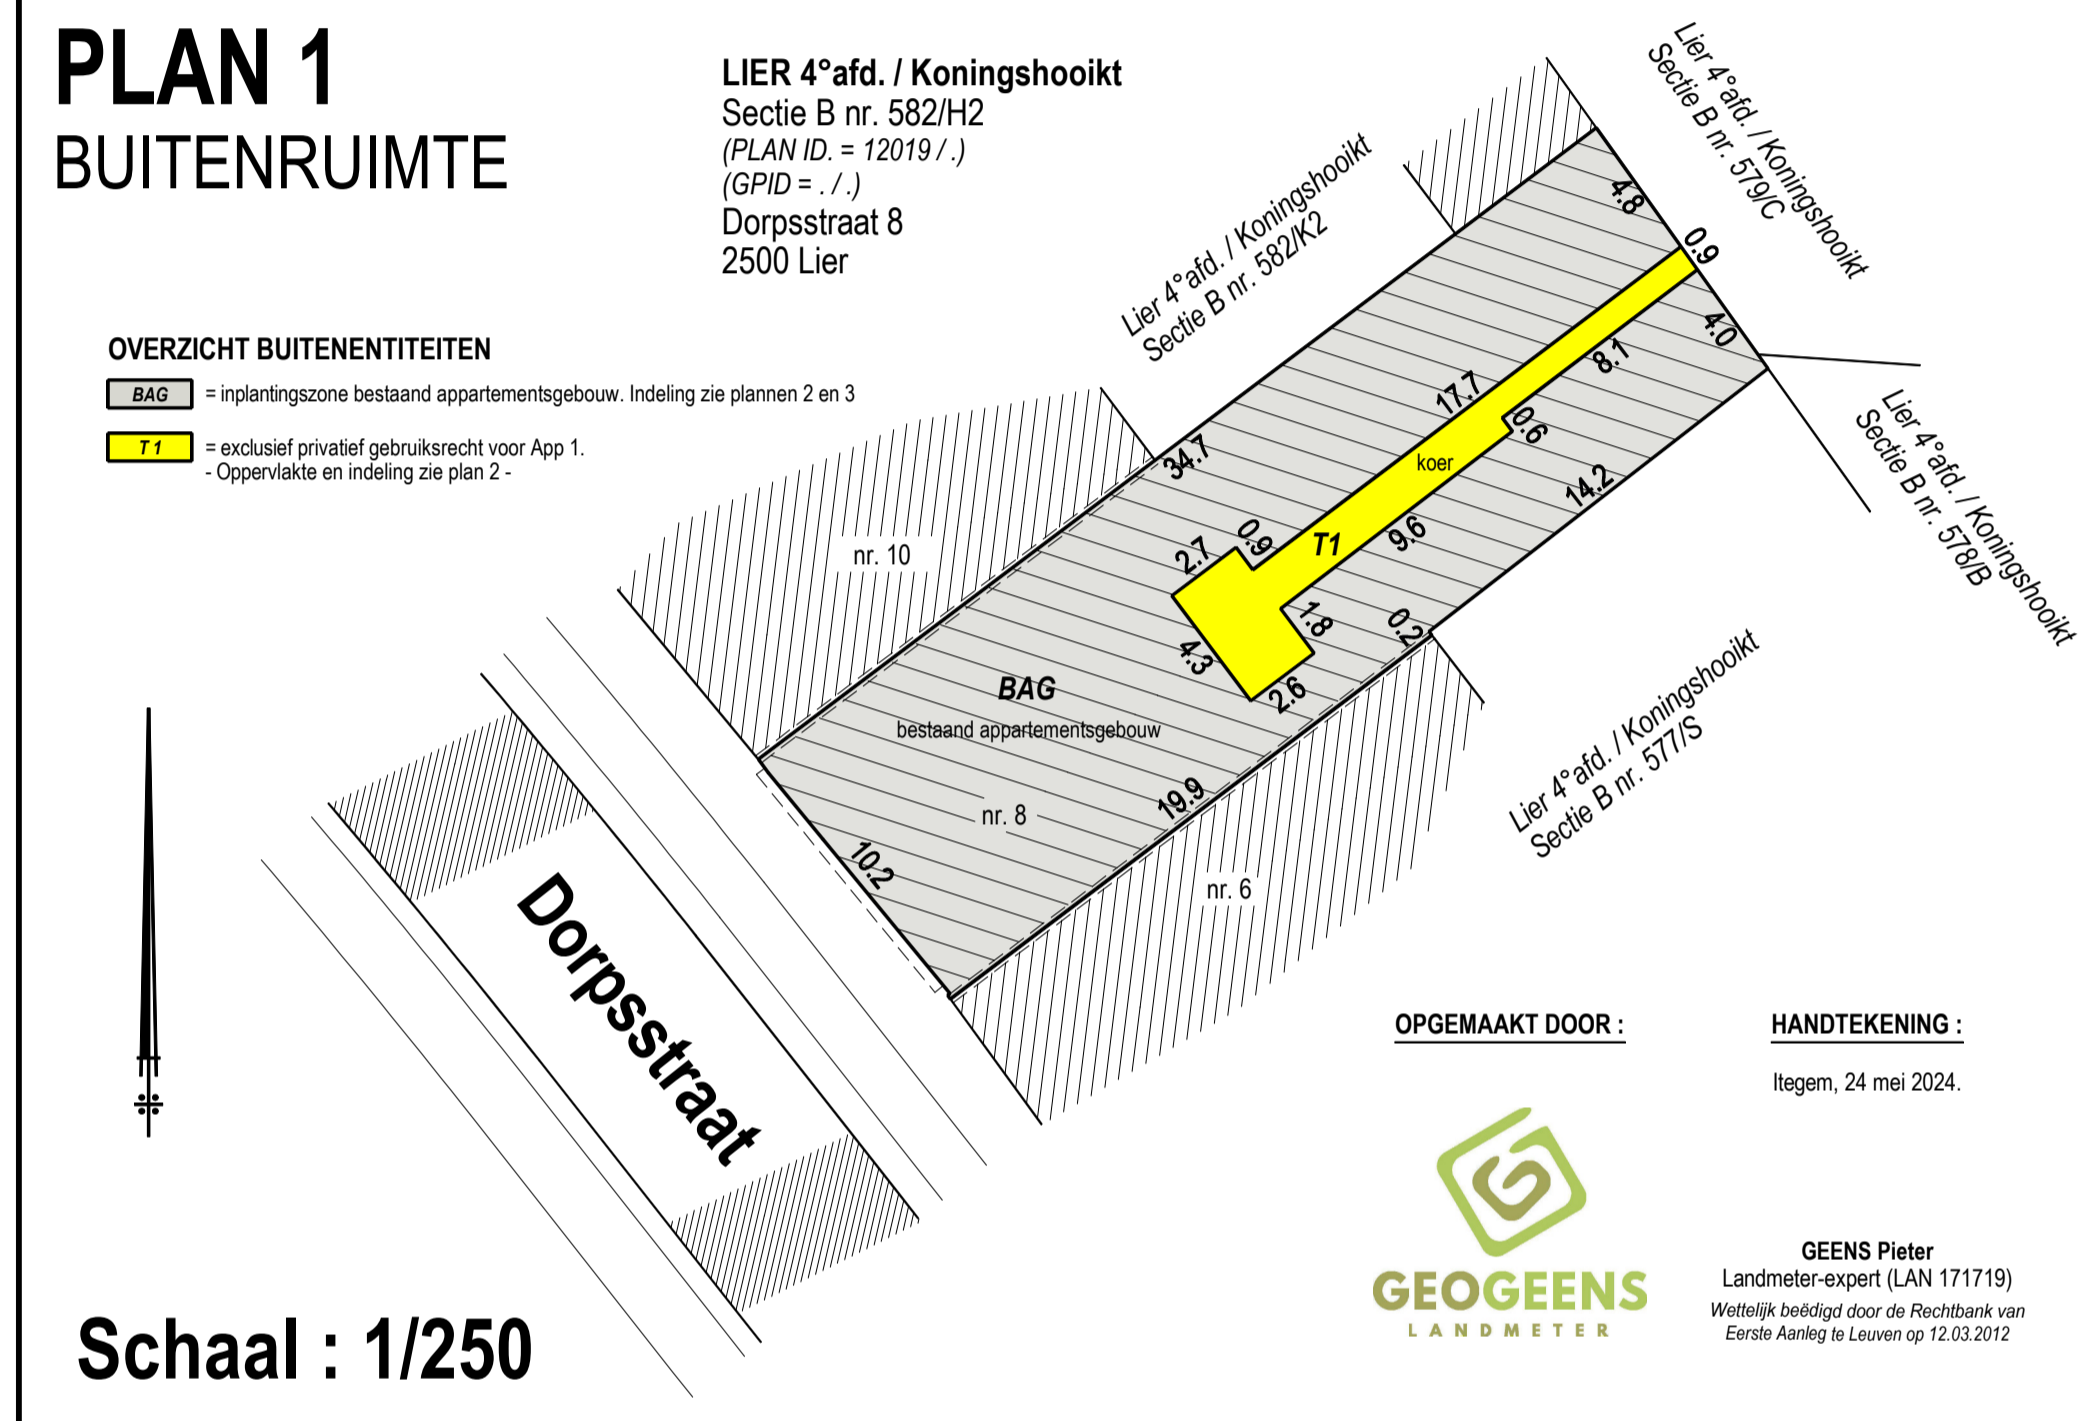 PLAN 1
BUITENRUIMTE
LIER 4°afd. / Koningshooikt
Sectie B nr. 582/H2
(PLAN ID. = 12019 / .)
(GPID = . / .)
Dorpsstraat 8
2500 Lier
OVERZICHT BUITENENTITEITEN
BAG = inplantingszone bestaand appartementsgebouw. Indeling zie plannen 2 en 3
T 1 = exclusief privatief gebruiksrecht voor App 1.
- Oppervlakte en indeling zie plan 2 -
Lier 4°afd. / Koningshooikt
Sectie B nr. 582/K2
Lier 4°afd. / Koningshooikt
Sectie B nr. 579/C
Lier 4°afd. / Koningshooikt
Sectie B nr. 578/B
Lier 4°afd. / Koningshooikt
Sectie B nr. 577/S
4.8
0.9
4.0
8.1
17.7
0.6
koer
34.7
14.2
9.6
T1
0.9
2.7
1.8
0.2
4.3
2.6
nr. 10
BAG
bestaand appartementsgebouw
19.9
nr. 8
10.2
nr. 6
Dorpsstraat
Schaal : 1/250
OPGEMAAKT DOOR :
GEOGEENS
LANDMETER
HANDTEKENING :
Itegem, 24 mei 2024.
GEENS Pieter
Landmeter-expert (LAN 171719)
Wettelijk beëdigd door de Rechtbank van
Eerste Aanleg te Leuven op 12.03.2012